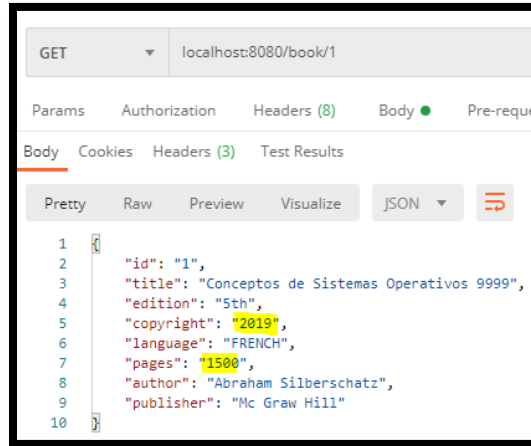 GET localhost:8080/book/1
Params Authorization Headers (8) Body Pre-reque
Body Cookies Headers (3) Test Results
Pretty Raw Preview Visualize JSON
1 {
2 "id": "1",
3 "title": "Conceptos de Sistemas Operativos 9999",
4 "edition": "5th",
5 "copyright": "2019",
6 "language": "FRENCH",
7 "pages": "1500",
8 "author": "Abraham Silberschatz",
9 "publisher": "Mc Graw Hill"
10 }